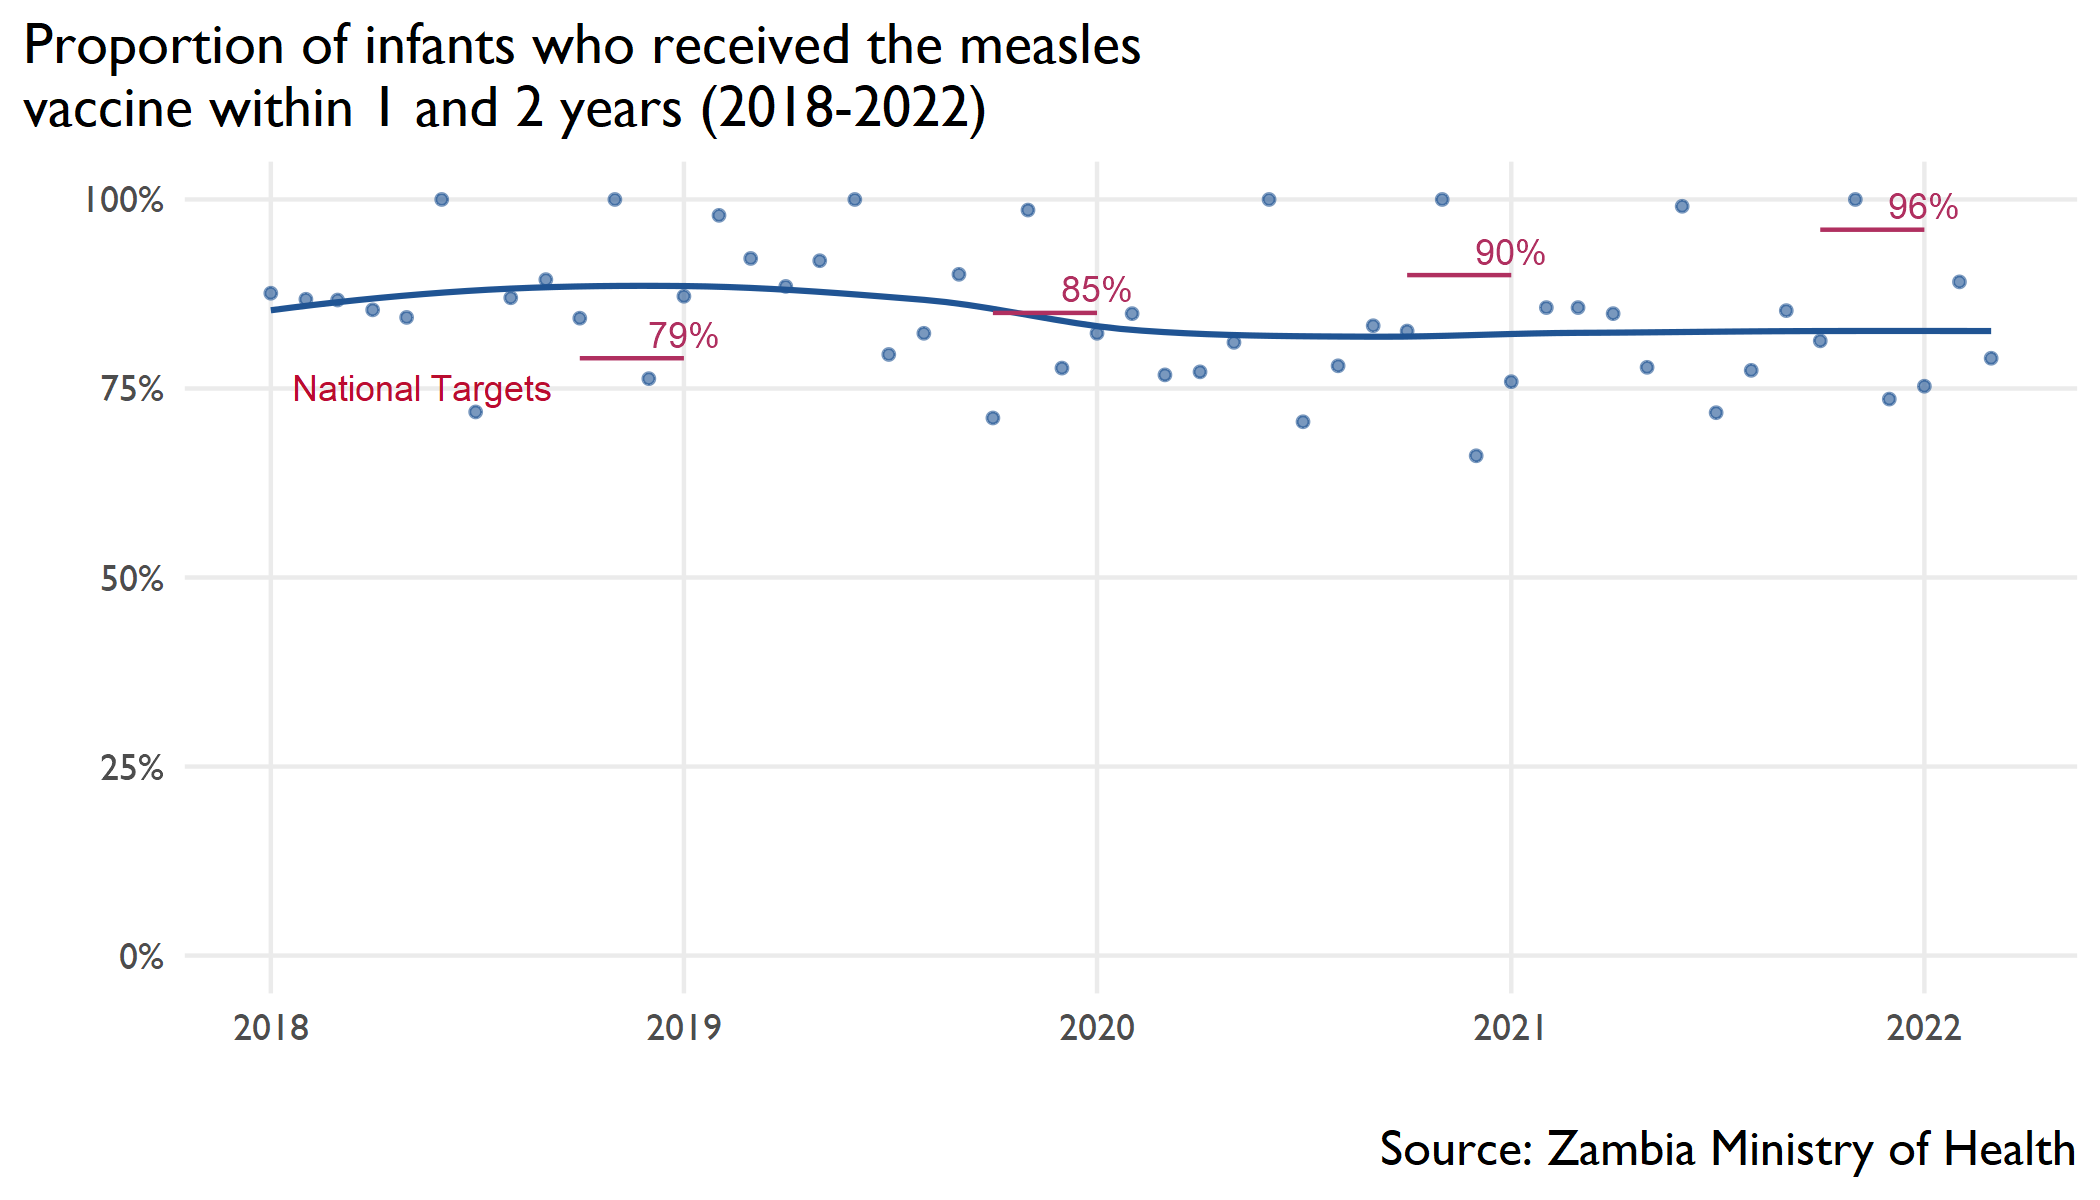 Proportion of infants who received the measles
vaccine within 1 and 2 years (2018-2022)
100%
96%
90%
85%
79%
75%
National Targets
50%
25%
0%
2018 2019 2020 2021 2022
Source: Zambia Ministry of Health